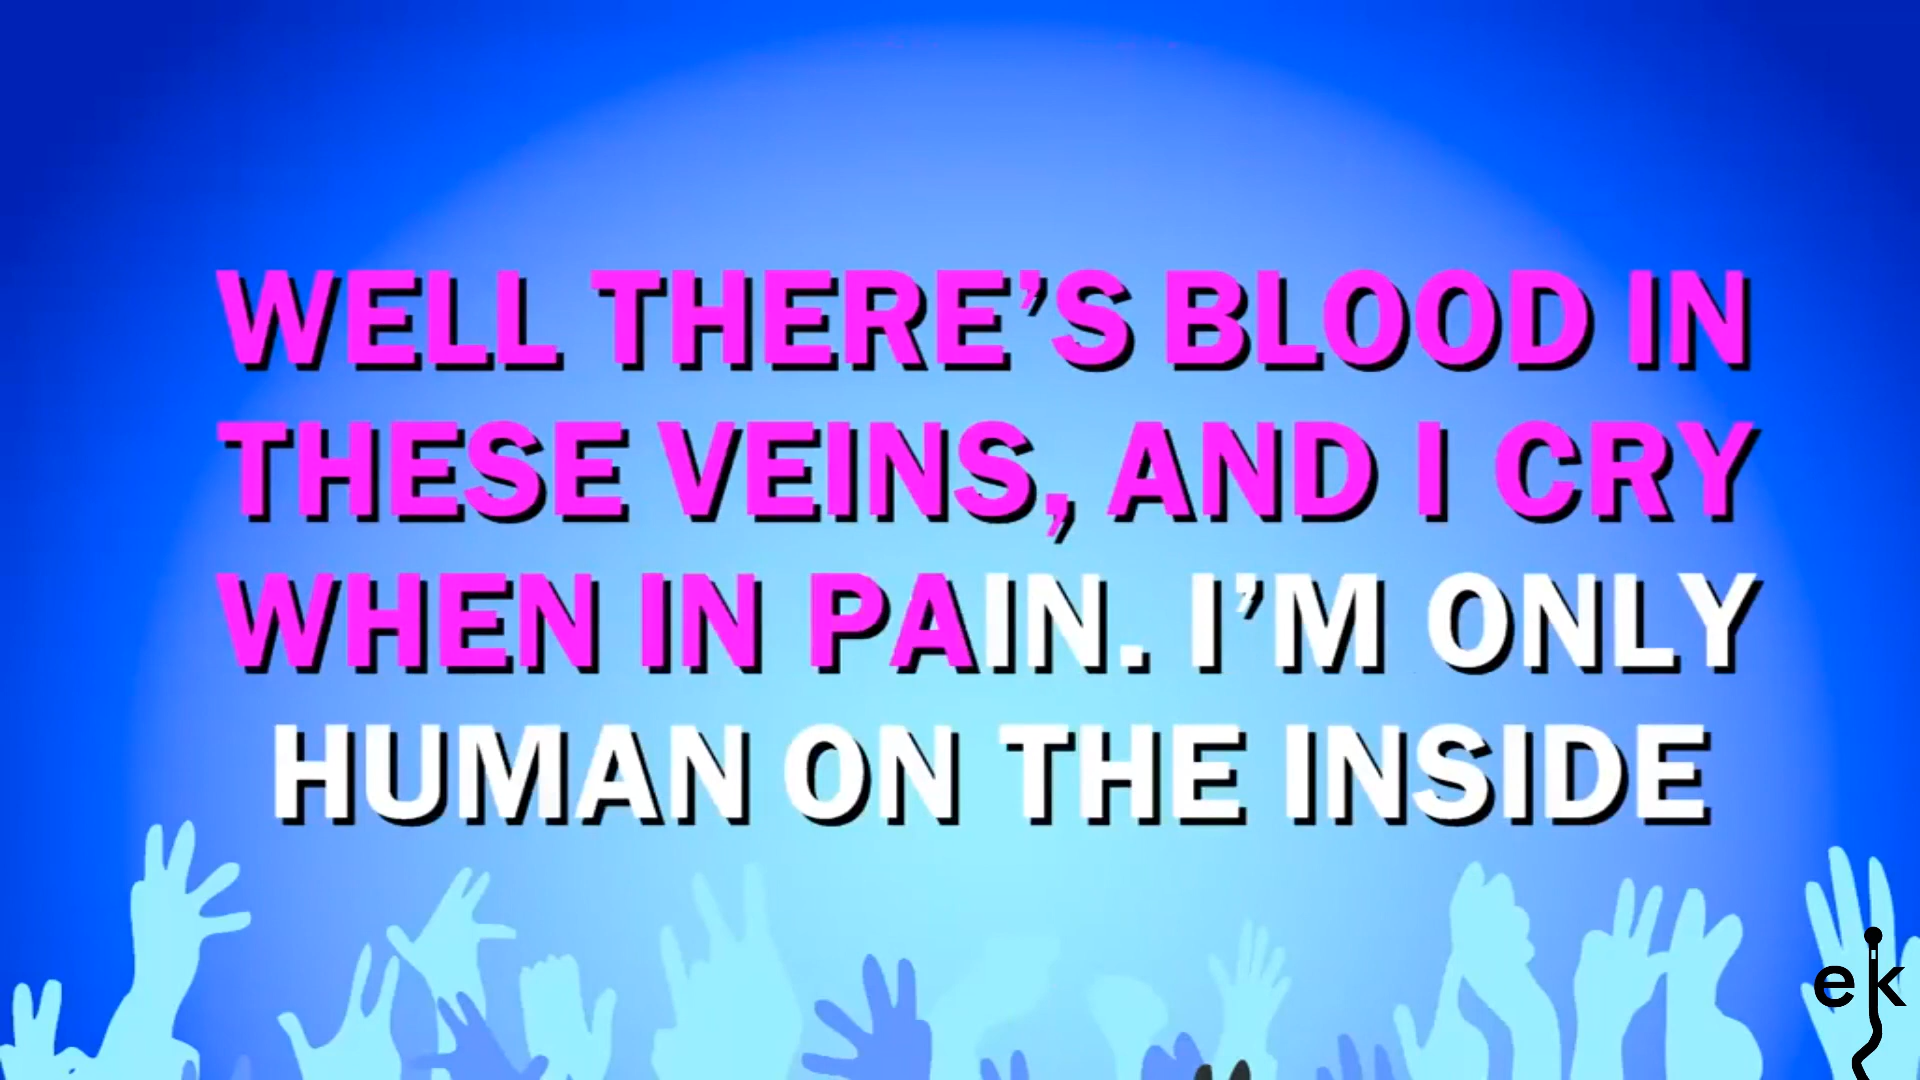 WELL THERE’S BLOOD IN
THESE VEINS, AND I CRY
WHEN IN PAIN. I’M ONLY
HUMAN ON THE INSIDE
ek